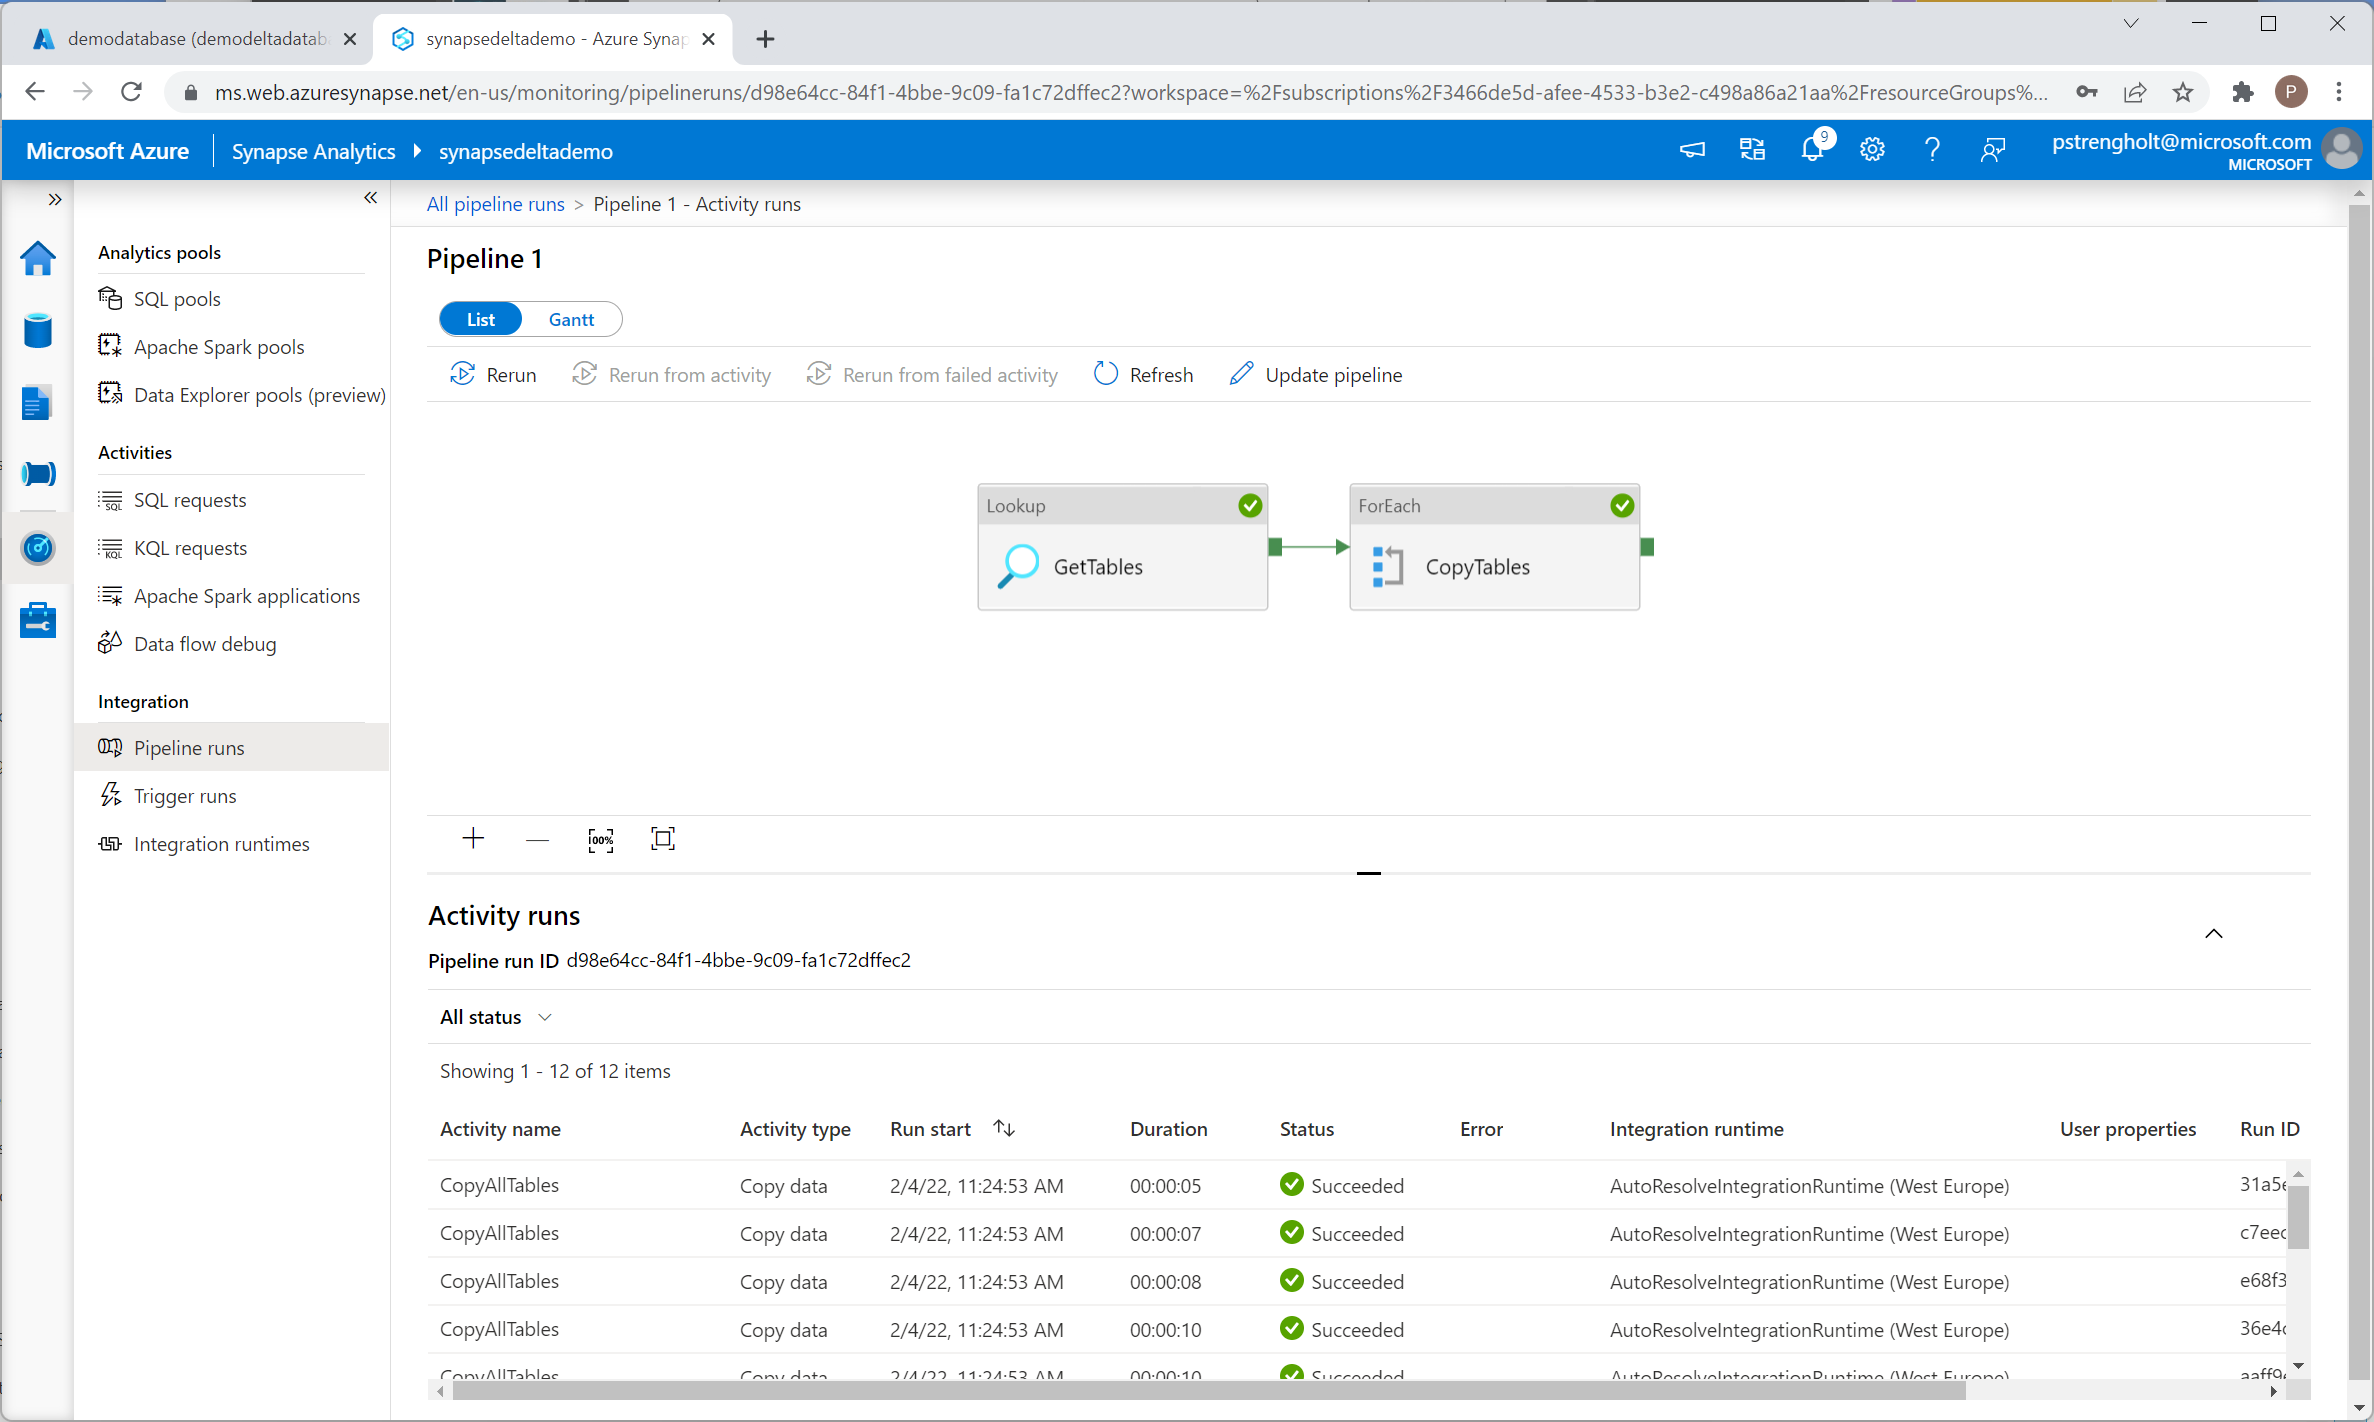 demodatabase (demodeltadatab
synapsedeltademo - Azure Synap
ms.web.azuresynapse.net/en-us/monitoring/pipelineruns/d98e64cc-84f1-4bbe-9c09-fa1c72dffec2?workspace=%2Fsubscriptions%2F3466de5d-afee-4533-b3e2-c498a86a21aa%2FresourceGroups%...
P
Microsoft Azure
Synapse Analytics
synapsedeltademo
9
pstrengholt@microsoft.com
MICROSOFT
Analytics pools
SQL pools
Apache Spark pools
Data Explorer pools (preview)
Activities
SQL requests
KQL requests
Apache Spark applications
Data flow debug
Integration
Pipeline runs
Trigger runs
Integration runtimes
All pipeline runs > Pipeline 1 - Activity runs
Pipeline 1
List Gantt
Rerun Rerun from activity Rerun from failed activity Refresh Update pipeline
Lookup
GetTables
ForEach
CopyTables
100%
Activity runs
Pipeline run ID d98e64cc-84f1-4bbe-9c09-fa1c72dffec2
All status
Showing 1 - 12 of 12 items
Activity name Activity type Run start Duration Status Error Integration runtime User properties Run ID
CopyAllTables Copy data 2/4/22, 11:24:53 AM 00:00:05 Succeeded AutoResolveIntegrationRuntime (West Europe) 31a5e
CopyAllTables Copy data 2/4/22, 11:24:53 AM 00:00:07 Succeeded AutoResolveIntegrationRuntime (West Europe) c7eec
CopyAllTables Copy data 2/4/22, 11:24:53 AM 00:00:08 Succeeded AutoResolveIntegrationRuntime (West Europe) e68f3
CopyAllTables Copy data 2/4/22, 11:24:53 AM 00:00:10 Succeeded AutoResolveIntegrationRuntime (West Europe) 36e4c
CopyAllTables Copy data 2/4/22, 11:24:53 AM 00:00:10 Succeeded AutoResolveIntegrationRuntime (West Europe) aaff9e